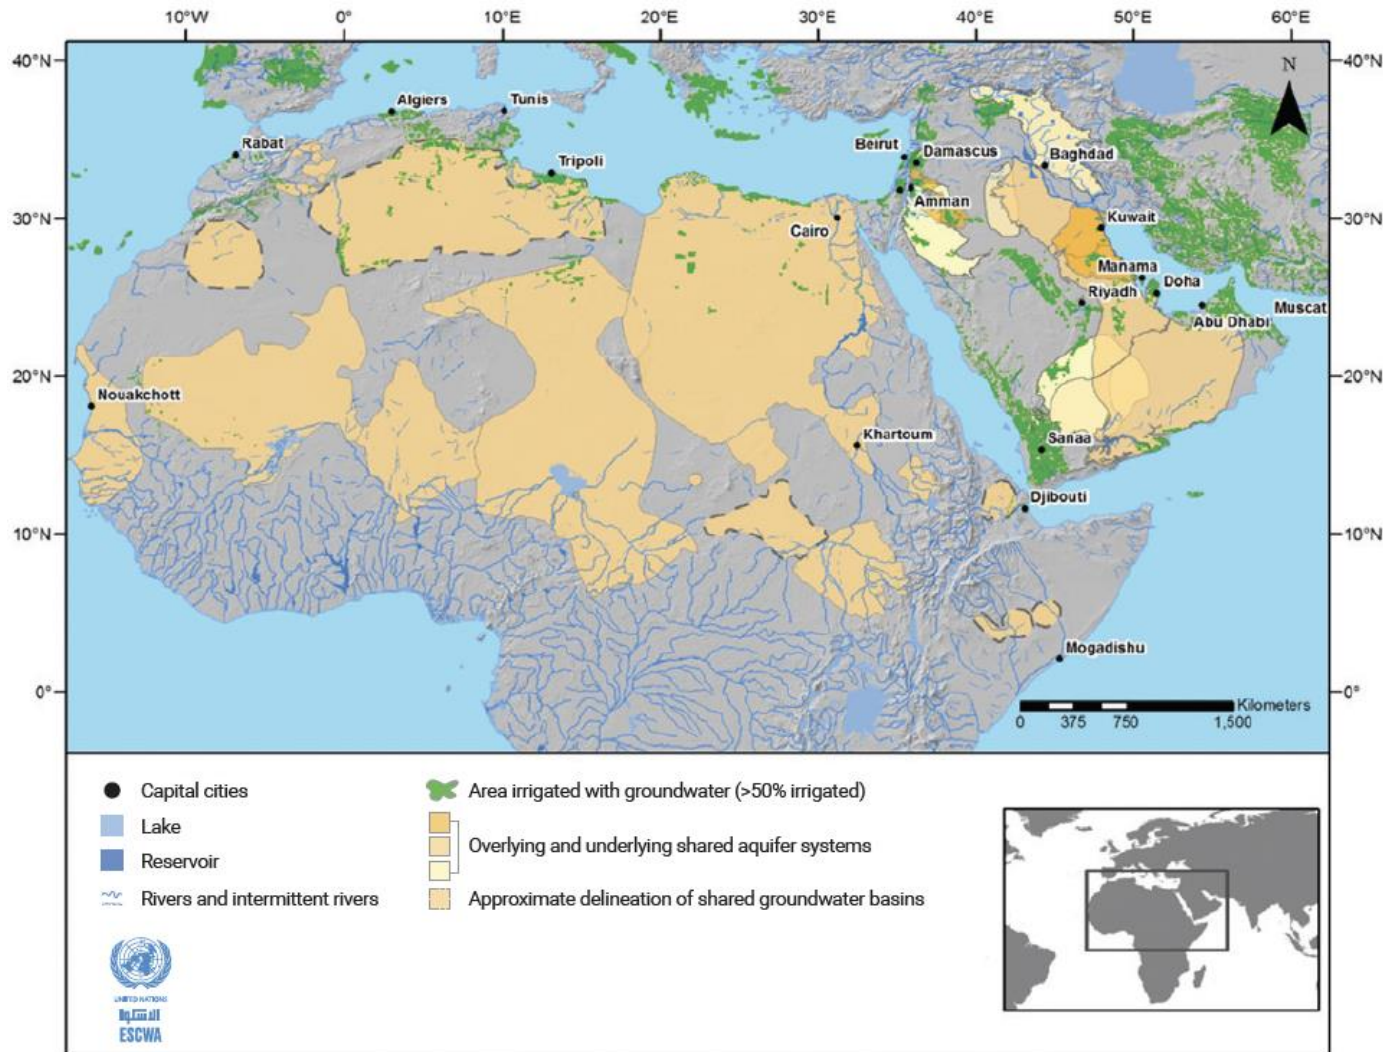 10°W 0° 10°E 20°E 30°E 40°E 50°E 60°E
40°N 40°N
N
Algiers
Tunis
Rabat
Tripoli
Beirut
Damascus
Baghdad
Amman
30°N 30°N
Cairo
Kuwait
Manama
Doha
Riyadh
Muscat
Abu Dhabi
20°N 20°N
Nouakchott
Khartoum
Sanaa
Djibouti
10°N 10°N
Mogadishu
0° 0°
Kilometers
0 375 750 1,500
Capital cities
Lake
Reservoir
Rivers and intermittent rivers
Area irrigated with groundwater (>50% irrigated)
Overlying and underlying shared aquifer systems
Approximate delineation of shared groundwater basins
UNITED NATIONS
الاسكوا
ESCWA